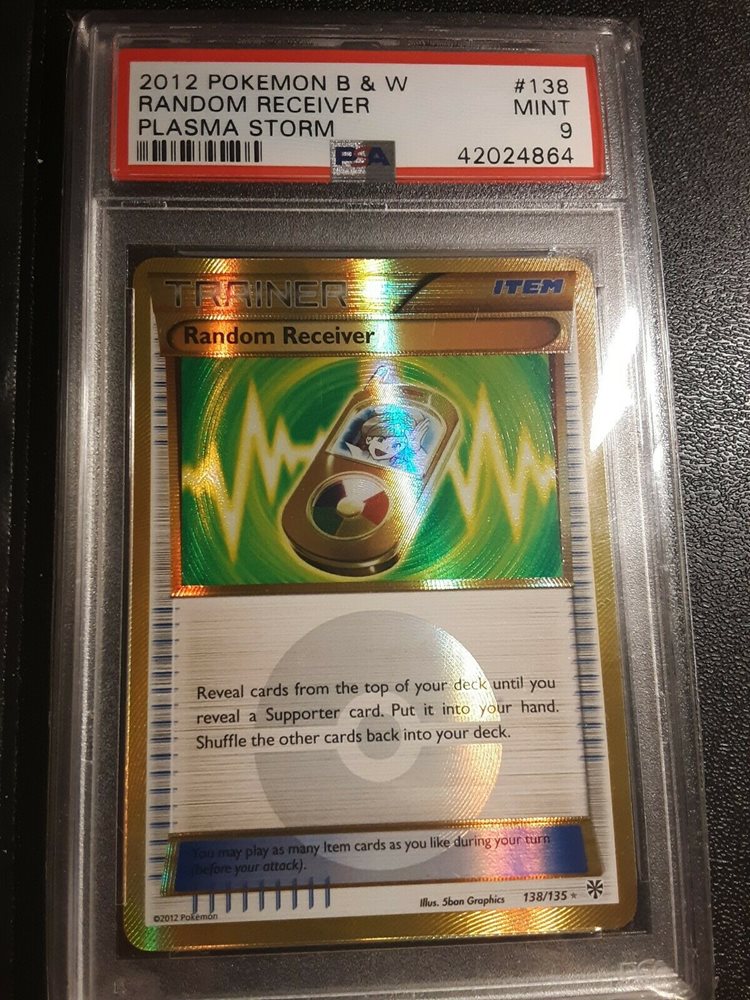 2012 POKEMON B & W #138
RANDOM RECEIVER MINT
PLASMA STORM 9
PSA 42024864
TRAINER ITEM
Random Receiver
Reveal cards from the top of your deck until you
reveal a Supporter card. Put it into your hand.
Shuffle the other cards back into your deck.
You may play as many Item cards as you like during your turn
(before your attack).
Illus. 5ban Graphics 138/135
©2012 Pokémon